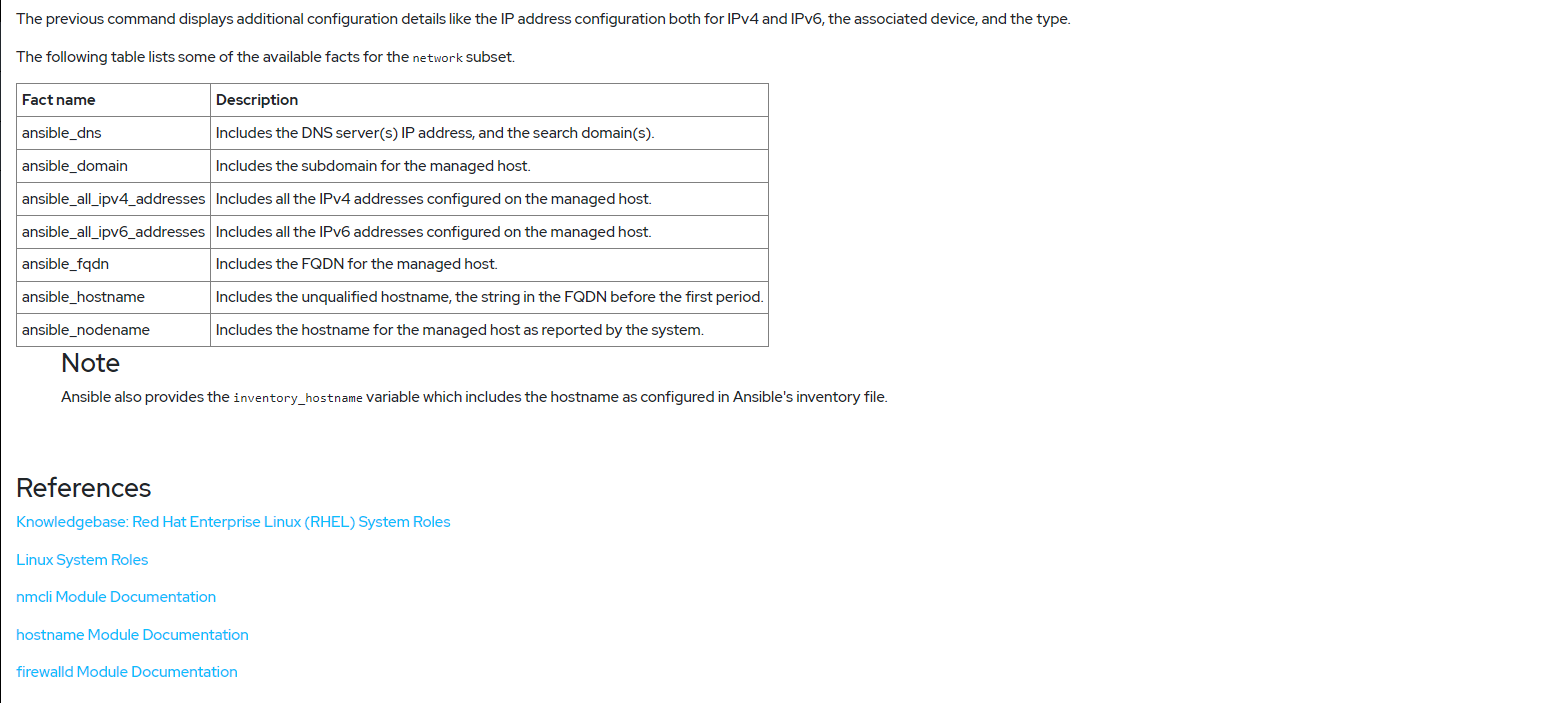 The previous command displays additional configuration details like the IP address configuration both for IPv4 and IPv6, the associated device, and the type.
The following table lists some of the available facts for the network subset.
Fact name Description
ansible_dns Includes the DNS server(s) IP address, and the search domain(s).
ansible_domain Includes the subdomain for the managed host.
ansible_all_ipv4_addresses Includes all the IPv4 addresses configured on the managed host.
ansible_all_ipv6_addresses Includes all the IPv6 addresses configured on the managed host.
ansible_fqdn Includes the FQDN for the managed host.
ansible_hostname Includes the unqualified hostname, the string in the FQDN before the first period.
ansible_nodename Includes the hostname for the managed host as reported by the system.
Note
Ansible also provides the inventory_hostname variable which includes the hostname as configured in Ansible's inventory file.
References
Knowledgebase: Red Hat Enterprise Linux (RHEL) System Roles
Linux System Roles
nmcli Module Documentation
hostname Module Documentation
firewalld Module Documentation